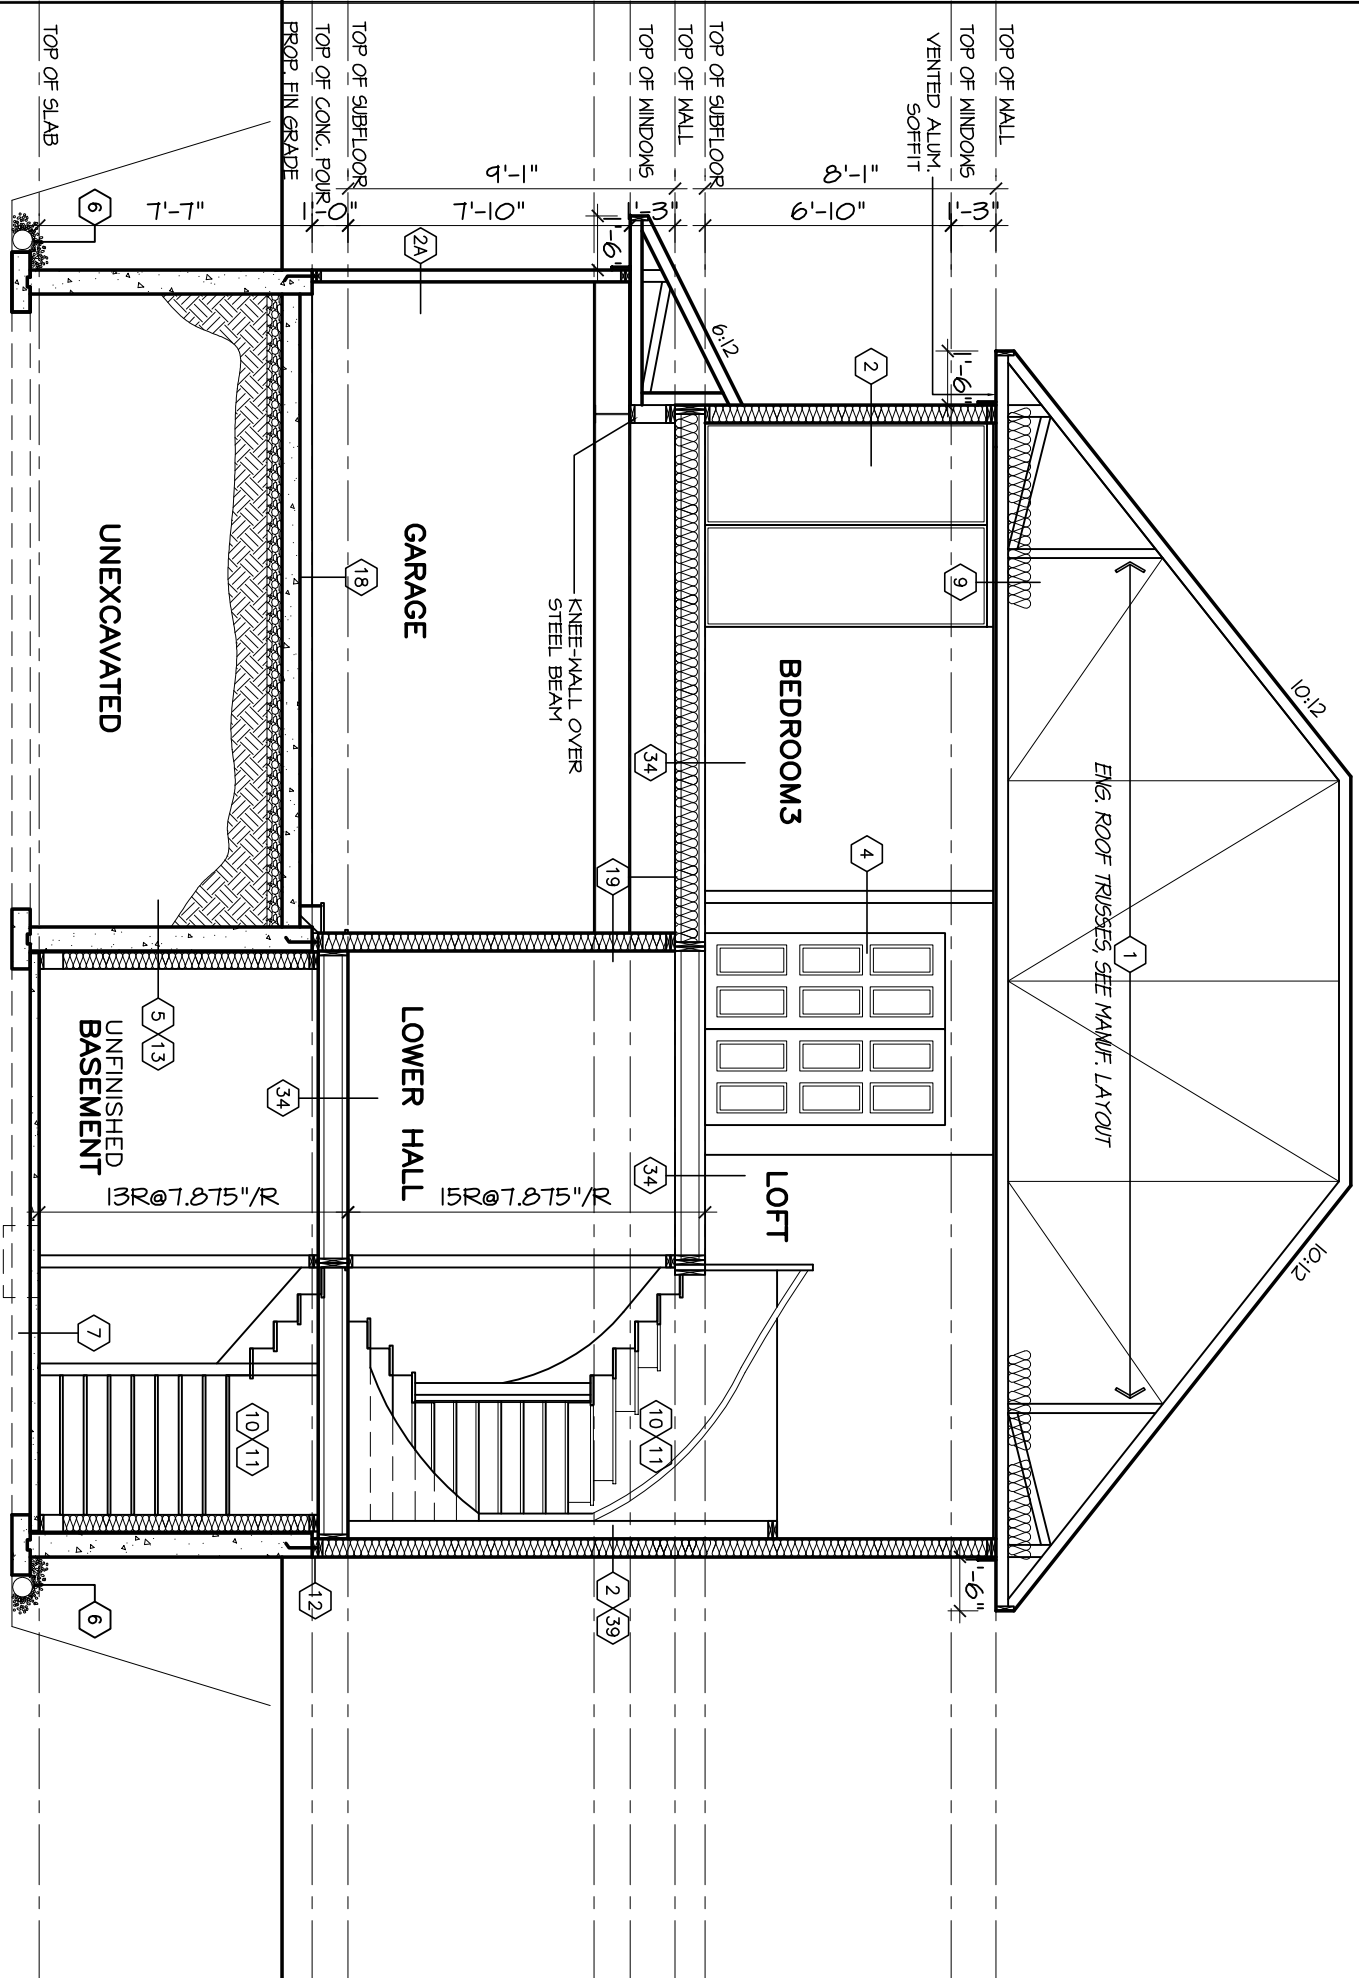 TOP OF WALL
TOP OF WINDOWS
VENTED ALUM.
SOFFIT
TOP OF SUBFLOOR
TOP OF WALL
TOP OF WINDOWS
TOP OF SUBFLOOR
TOP OF CONC. POUR
PROP. FIN GRADE
TOP OF SLAB
8'-1"
9'-1"
1'-3"
6'-10"
1'-3"
7'-10"
1'-0"
7'-7"
1'-6"
1'-6"
1'-6"
10:12
10:12
6:12
1
ENG. ROOF TRUSSES, SEE MANUF. LAYOUT
2
9
BEDROOM3
4
LOFT
34
34
19
KNEE-WALL OVER
STEEL BEAM
2A
GARAGE
18
LOWER HALL
15R@7.875"/R
10 11
2 39
12
34
UNEXCAVATED
5 13
UNFINISHED
BASEMENT
13R@7.875"/R
10 11
7
6
6